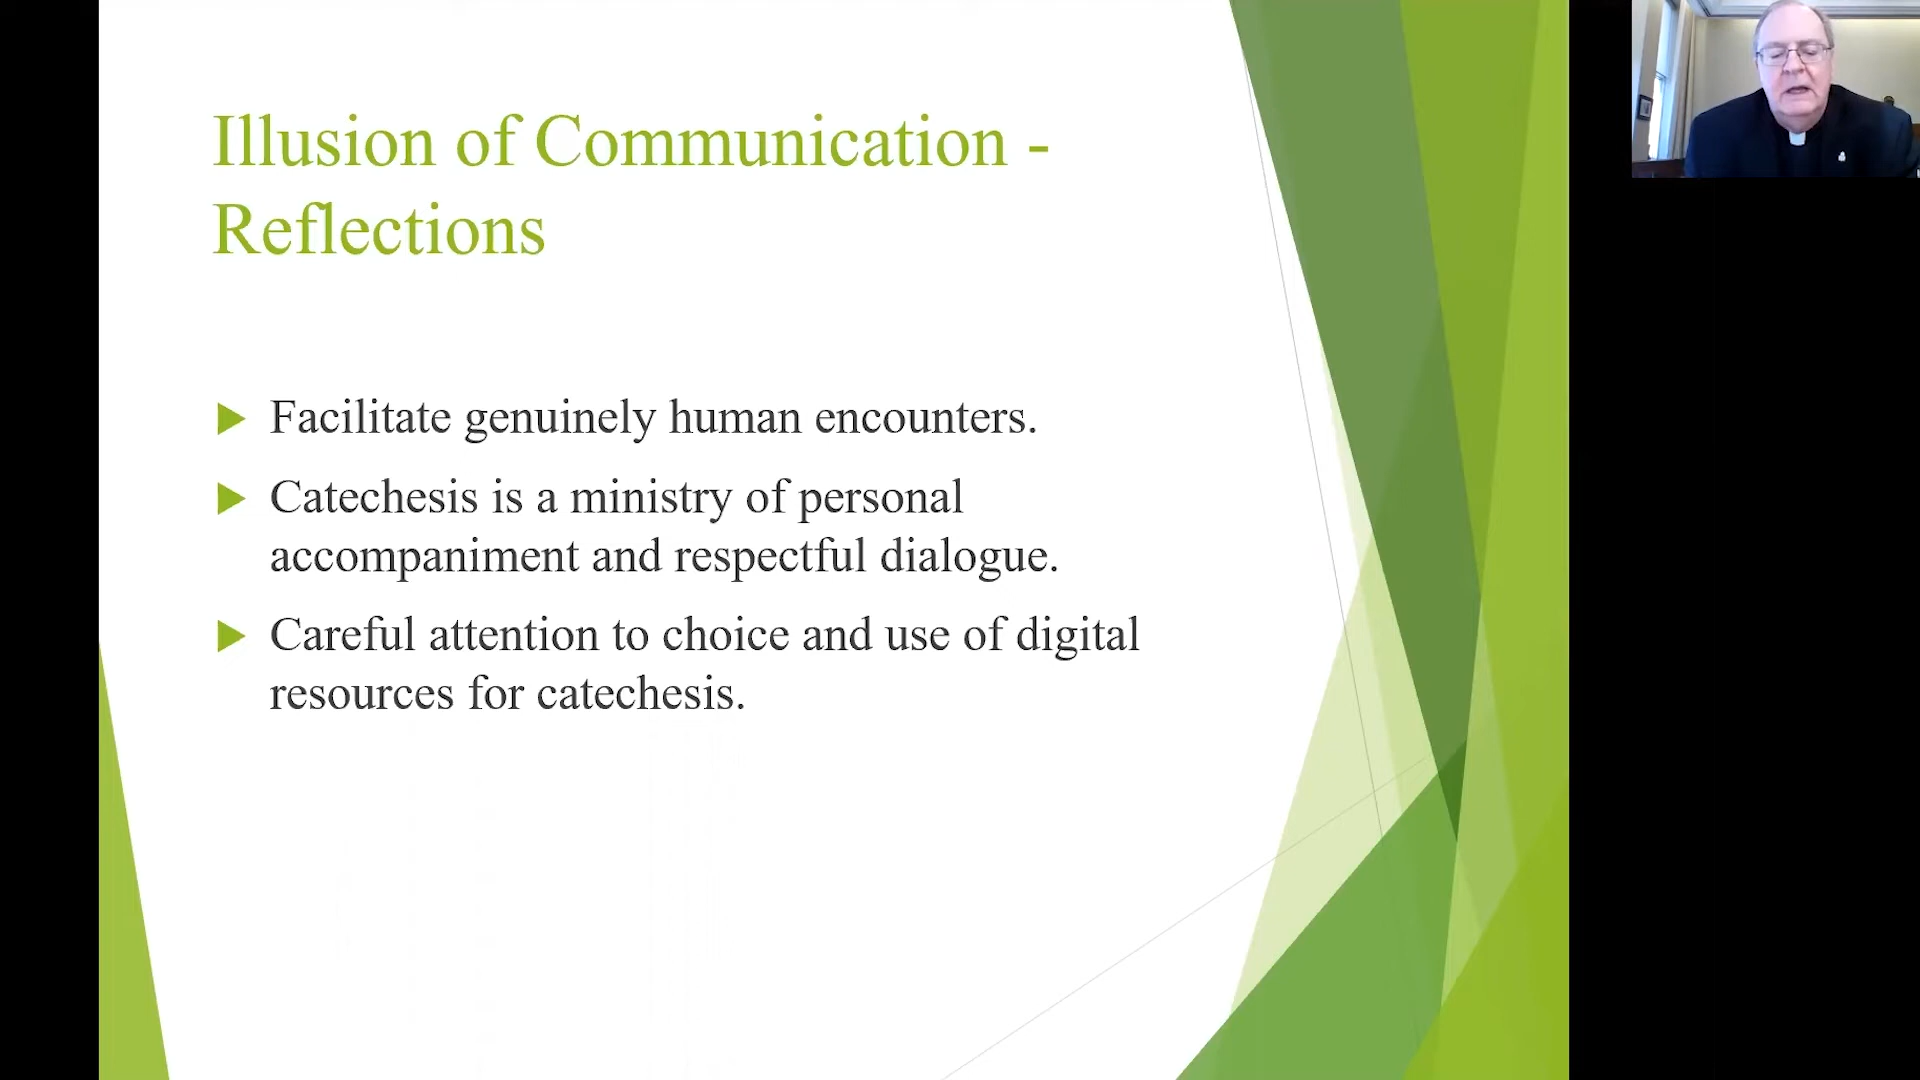 Illusion of Communication -
Reflections
Facilitate genuinely human encounters.
Catechesis is a ministry of personal
accompaniment and respectful dialogue.
Careful attention to choice and use of digital
resources for catechesis.